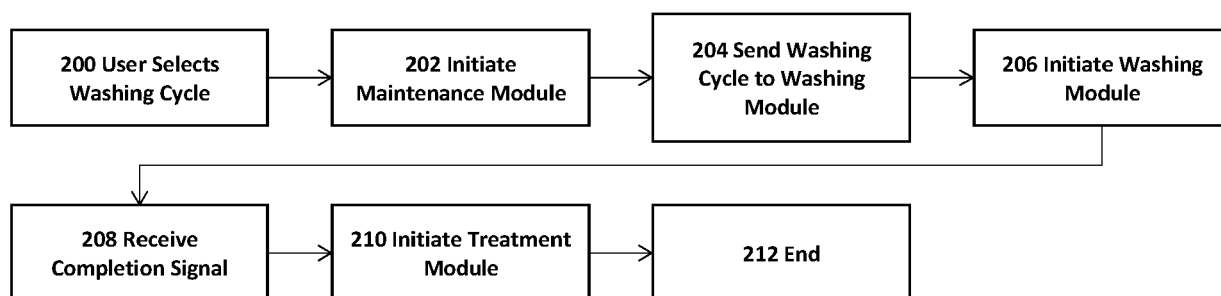 200 User Selects
Washing Cycle
202 Initiate
Maintenance Module
204 Send Washing
Cycle to Washing
Module
206 Initiate Washing
Module
208 Receive
Completion Signal
210 Initiate Treatment
Module
212 End